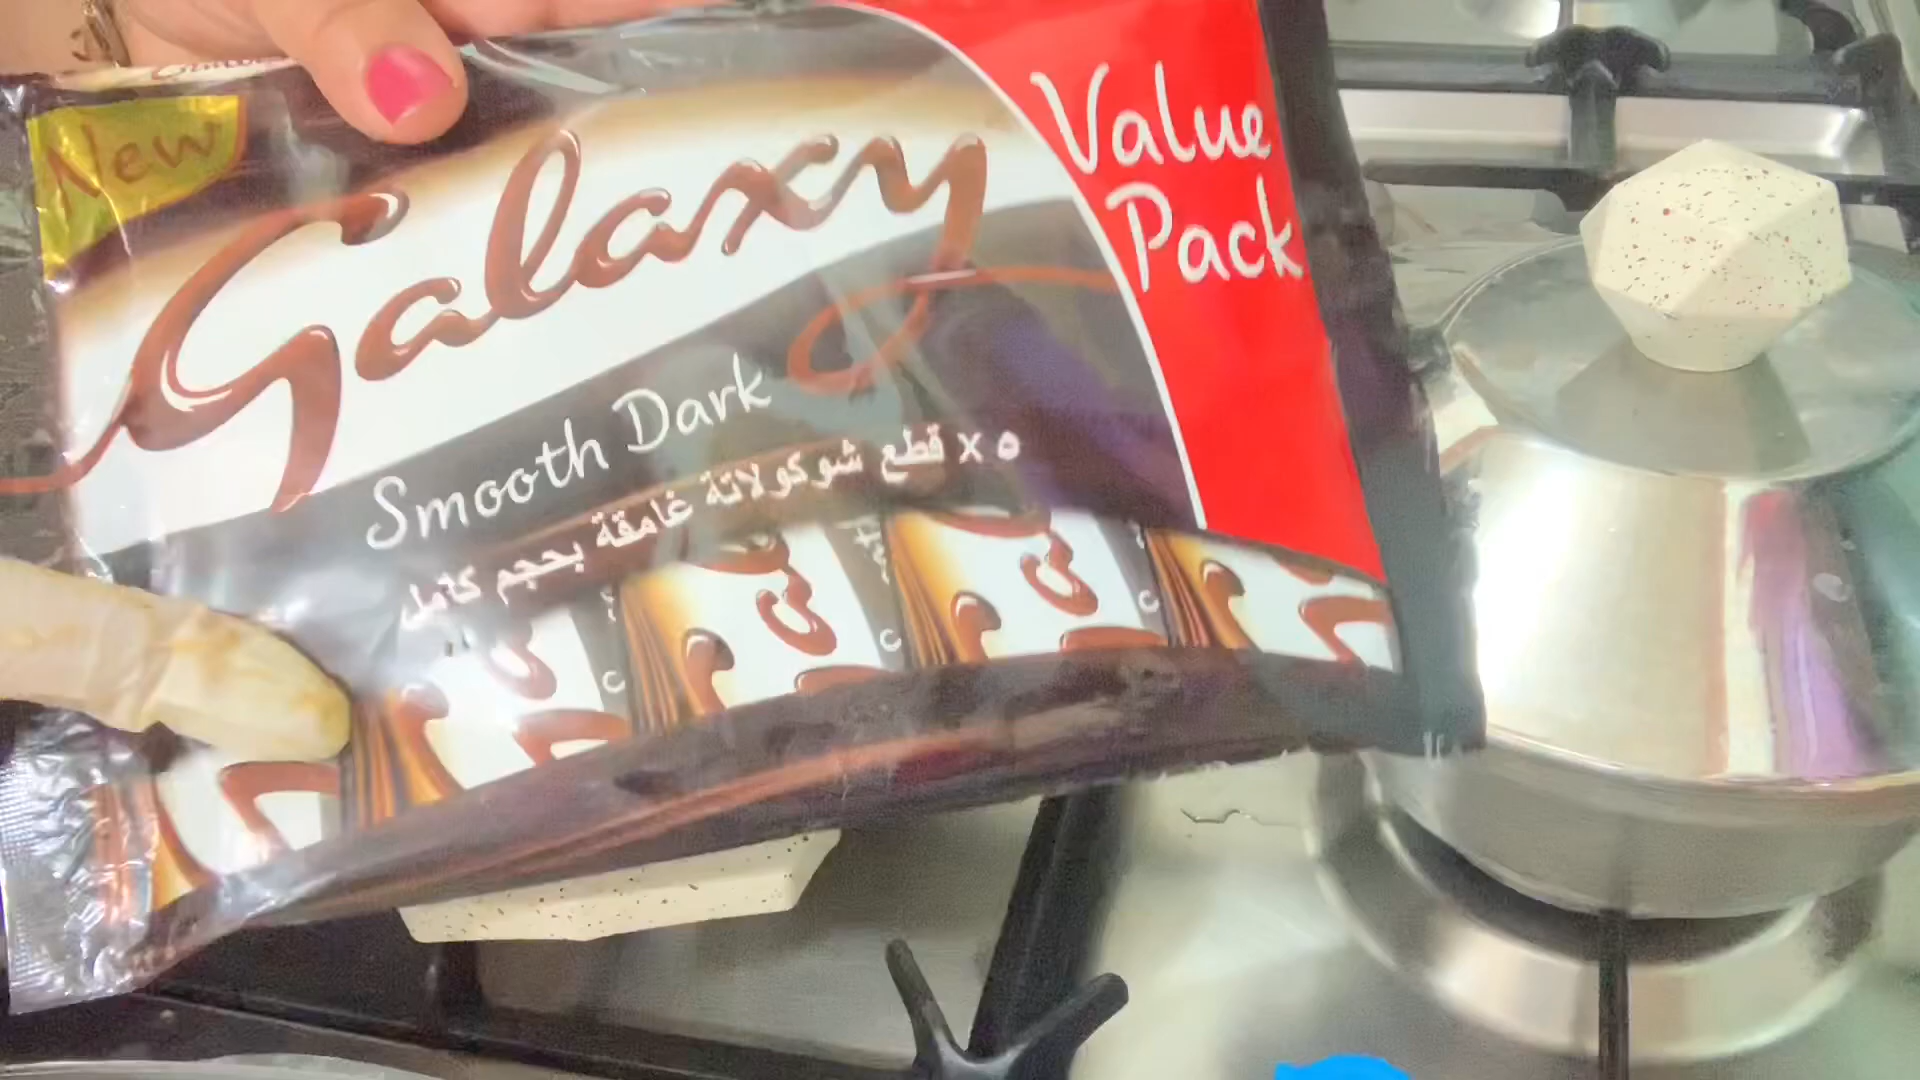 New
Galaxy
Value
Pack
Smooth Dark
٥ x قطع شوكولاتة غامقة بحجم كامل